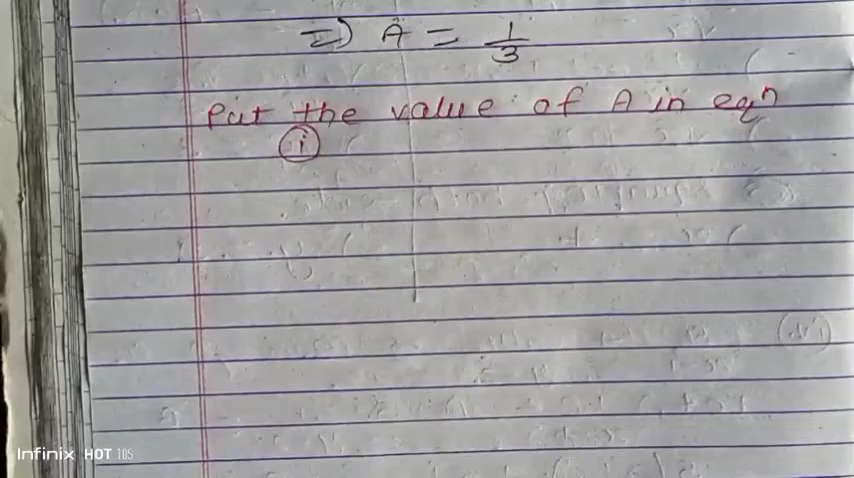 ⇒) A = 1/3
Put the value of A in eqn
(i)
Infinix HOT 10S